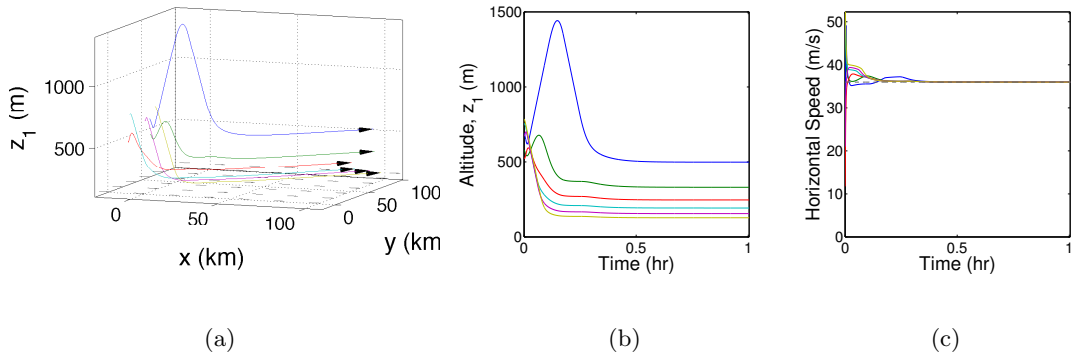 z1 (m)
1000
500
0
50
100
x (km)
0
50
100
y (km
Altitude, z1 (m)
1500
1000
500
0
0
0.5
1
Time (hr)
Horizontal Speed (m/s)
50
40
30
20
10
0
0
0.5
1
Time (hr)
(a)
(b)
(c)